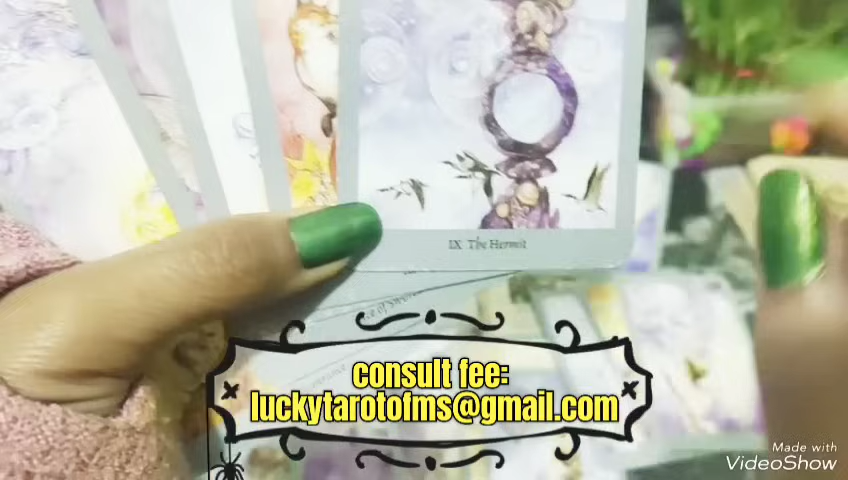 IX The Hermit
consult fee:
luckytarotofms@gmail.com
Made with
VideoShow